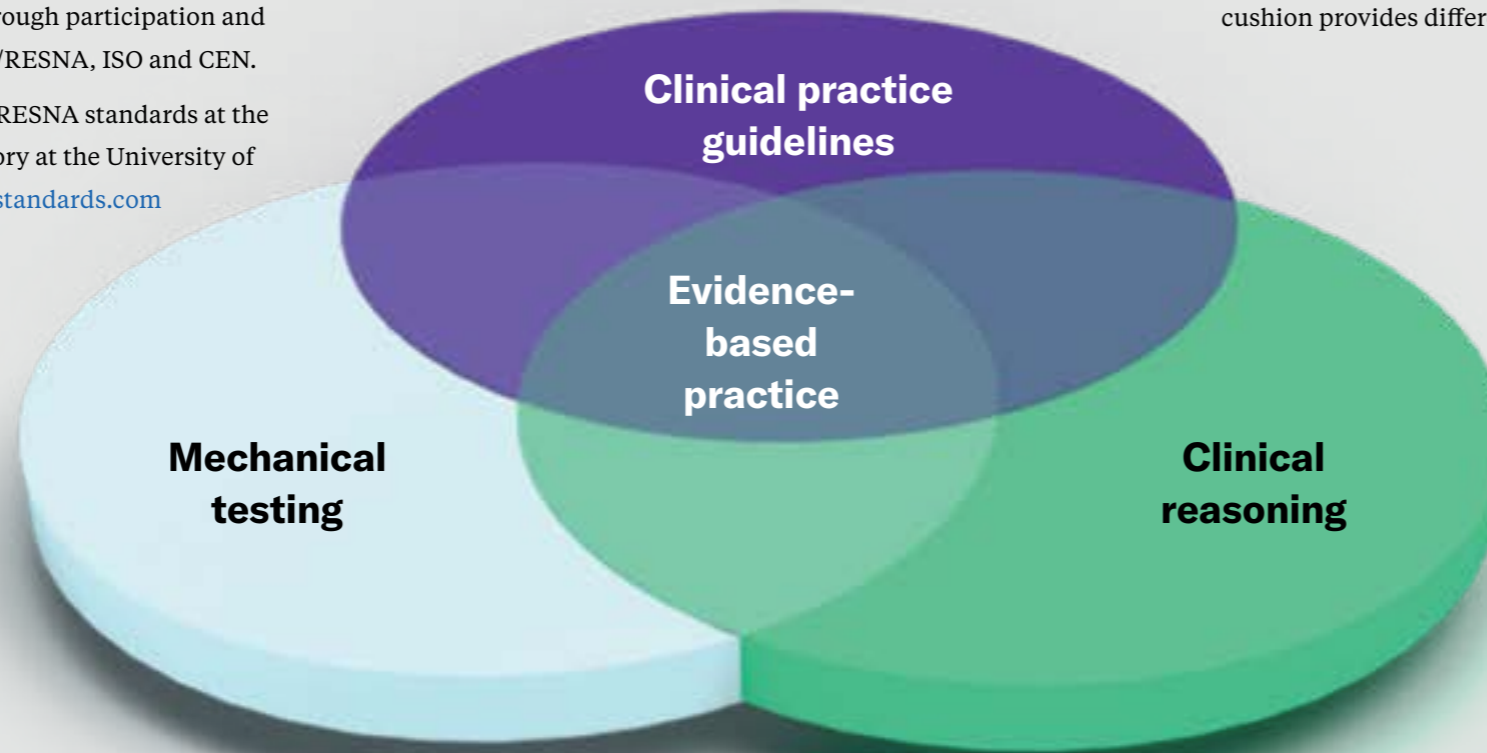 rough participation and
/RESNA, ISO and CEN.
RESNA standards at the
ory at the University of
standards.com
cushion provides differ
Clinical practice
guidelines
Evidence-
based
practice
Mechanical
testing
Clinical
reasoning